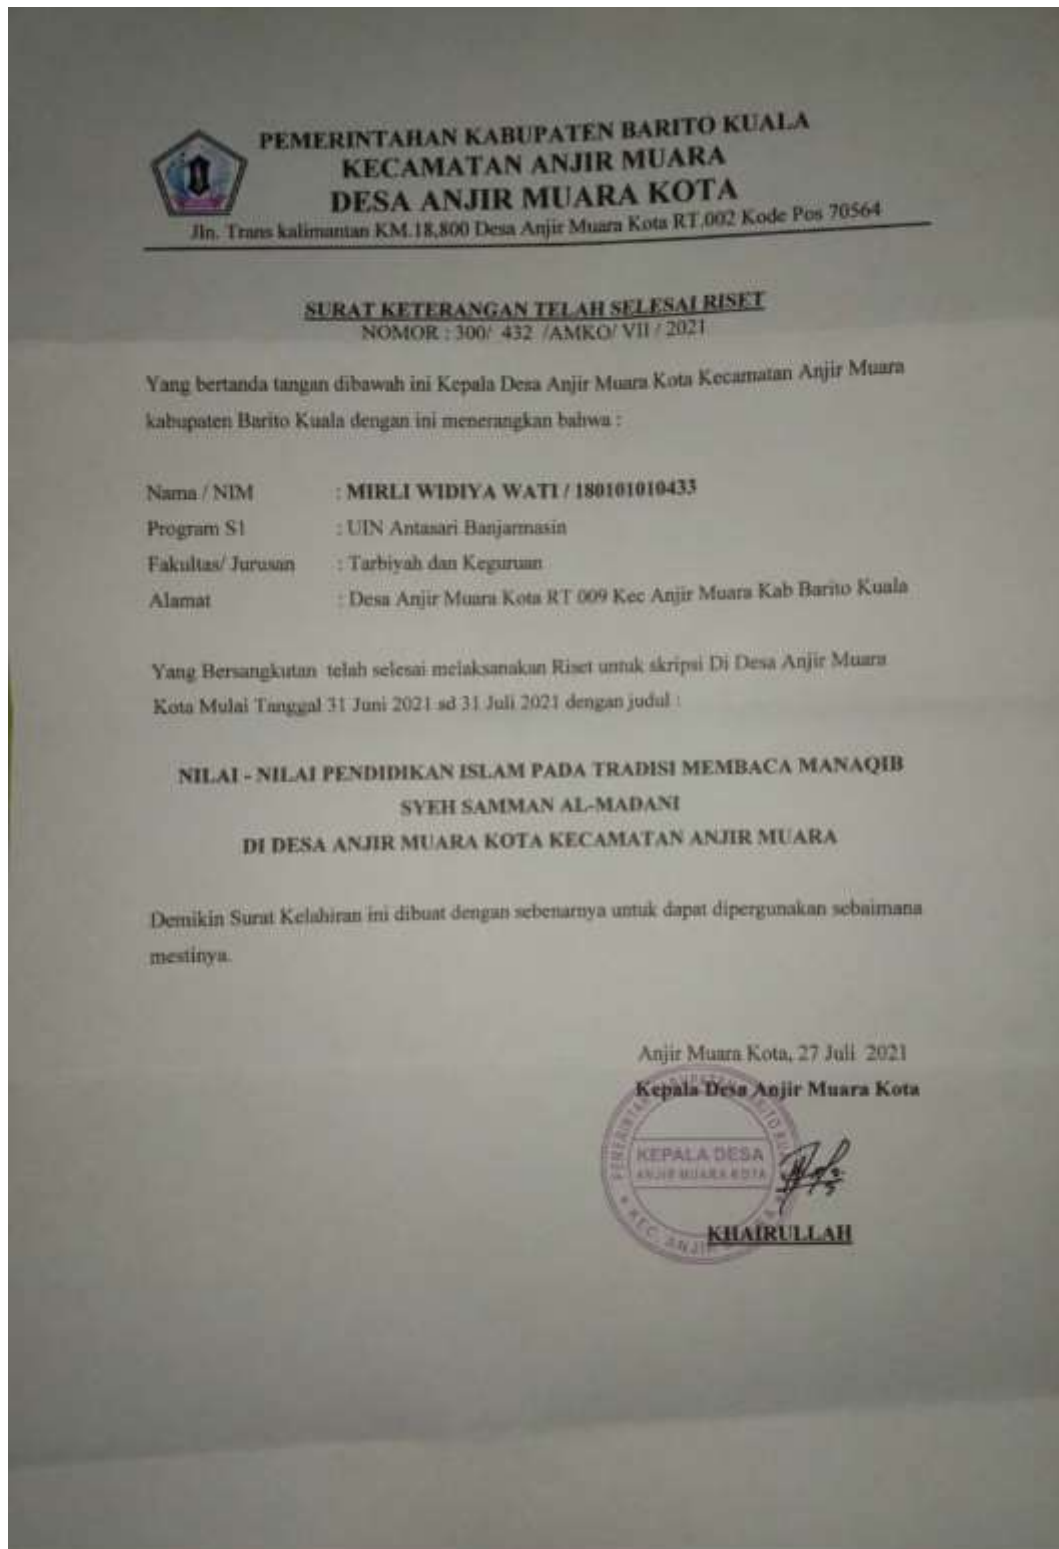 PEMERINTAHAN KABUPATEN BARITO KUALA
KECAMATAN ANJIR MUARA
DESA ANJIR MUARA KOTA
Jln. Trans kalimantan KM.18,800 Desa Anjir Muara Kota RT.002 Kode Pos 70564
SURAT KETERANGAN TELAH SELESAI RISET
NOMOR : 300/ 432 /AMKO/ VII / 2021
Yang bertanda tangan dibawah ini Kepala Desa Anjir Muara Kota Kecamatan Anjir Muara
kabupaten Barito Kuala dengan ini menerangkan bahwa :
Nama / NIM : MIRLI WIDIYA WATI / 180101010433
Program S1 : UIN Antasari Banjarmasin
Fakultas/ Jurusan : Tarbiyah dan Keguruan
Alamat : Desa Anjir Muara Kota RT 009 Kec Anjir Muara Kab Barito Kuala
Yang Bersangkutan telah selesai melaksanakan Riset untuk skripsi Di Desa Anjir Muara
Kota Mulai Tanggal 31 Juni 2021 sd 31 Juli 2021 dengan judul :
NILAI - NILAI PENDIDIKAN ISLAM PADA TRADISI MEMBACA MANAQIB
SYEH SAMMAN AL-MADANI
DI DESA ANJIR MUARA KOTA KECAMATAN ANJIR MUARA
Demikin Surat Kelahiran ini dibuat dengan sebenarnya untuk dapat dipergunakan sebaimana
mestinya.
Anjir Muara Kota, 27 Juli 2021
Kepala Desa Anjir Muara Kota
KEPALA DESA
ANJIR MUARA KOTA
KEC. ANJIR
KHAIRULLAH